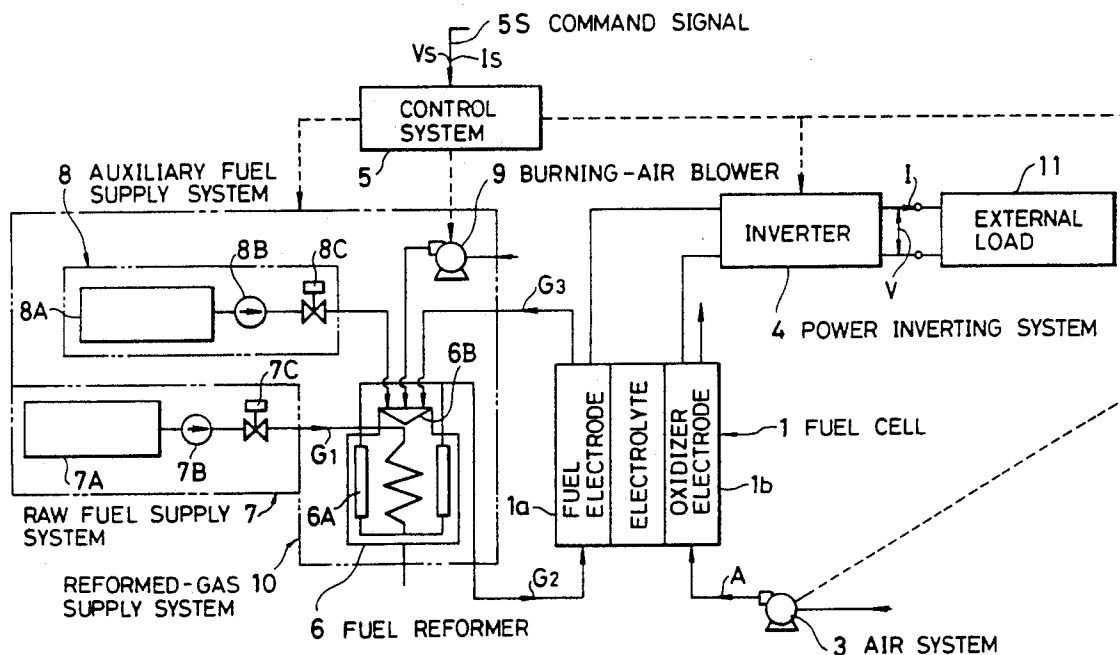 5S COMMAND SIGNAL
Vs
Is
CONTROL
SYSTEM
5
8 AUXILIARY FUEL
SUPPLY SYSTEM
9 BURNING-AIR BLOWER
I
11
INVERTER
EXTERNAL
LOAD
V
4 POWER INVERTING SYSTEM
8A
8B
8C
G3
6B
7C
7A
7B
G1
6A
RAW FUEL SUPPLY 7
SYSTEM
REFORMED-GAS 10
SUPPLY SYSTEM
6 FUEL REFORMER
G2
1a
FUEL
ELECTRODE
ELECTROLYTE
OXIDIZER
ELECTRODE
1 FUEL CELL
1b
A
3 AIR SYSTEM